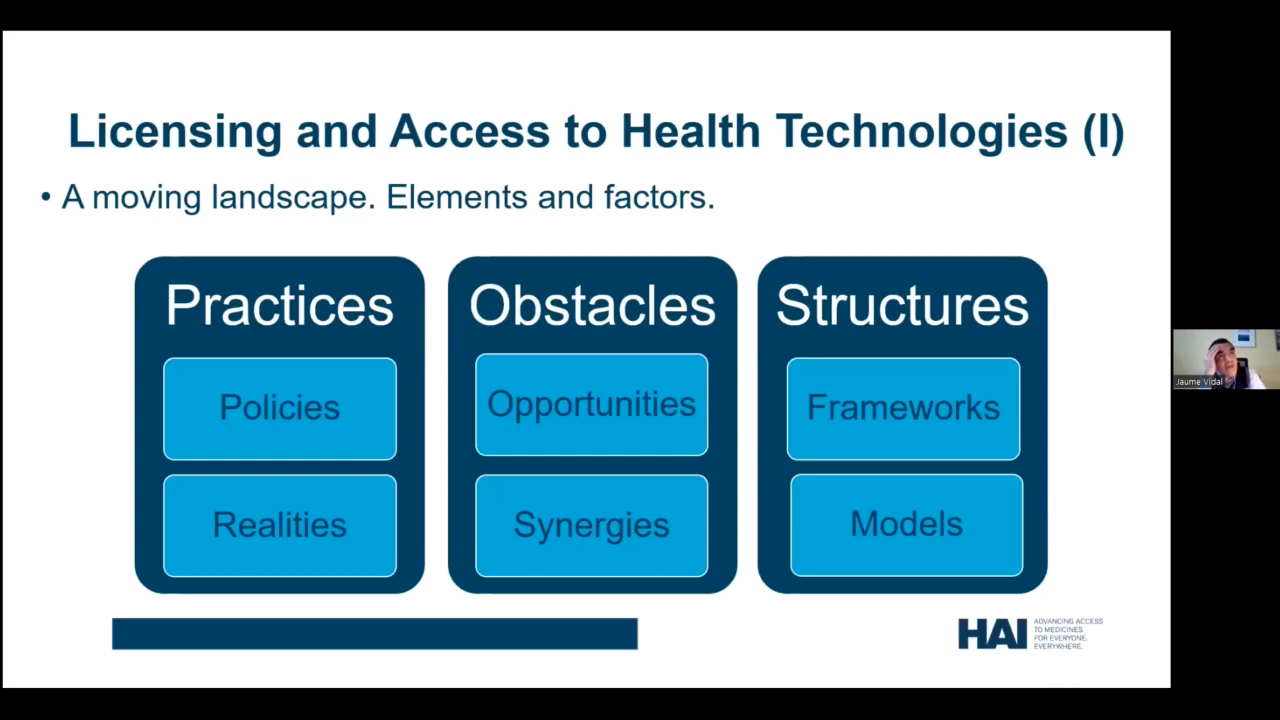 Licensing and Access to Health Technologies (I)
• A moving landscape. Elements and factors.
Practices
Policies
Realities
Obstacles
Opportunities
Synergies
Structures
Frameworks
Models
HAI
ADVANCING ACCESS
TO MEDICINES.
FOR EVERYONE.
EVERYWHERE.
Jaume Vidal